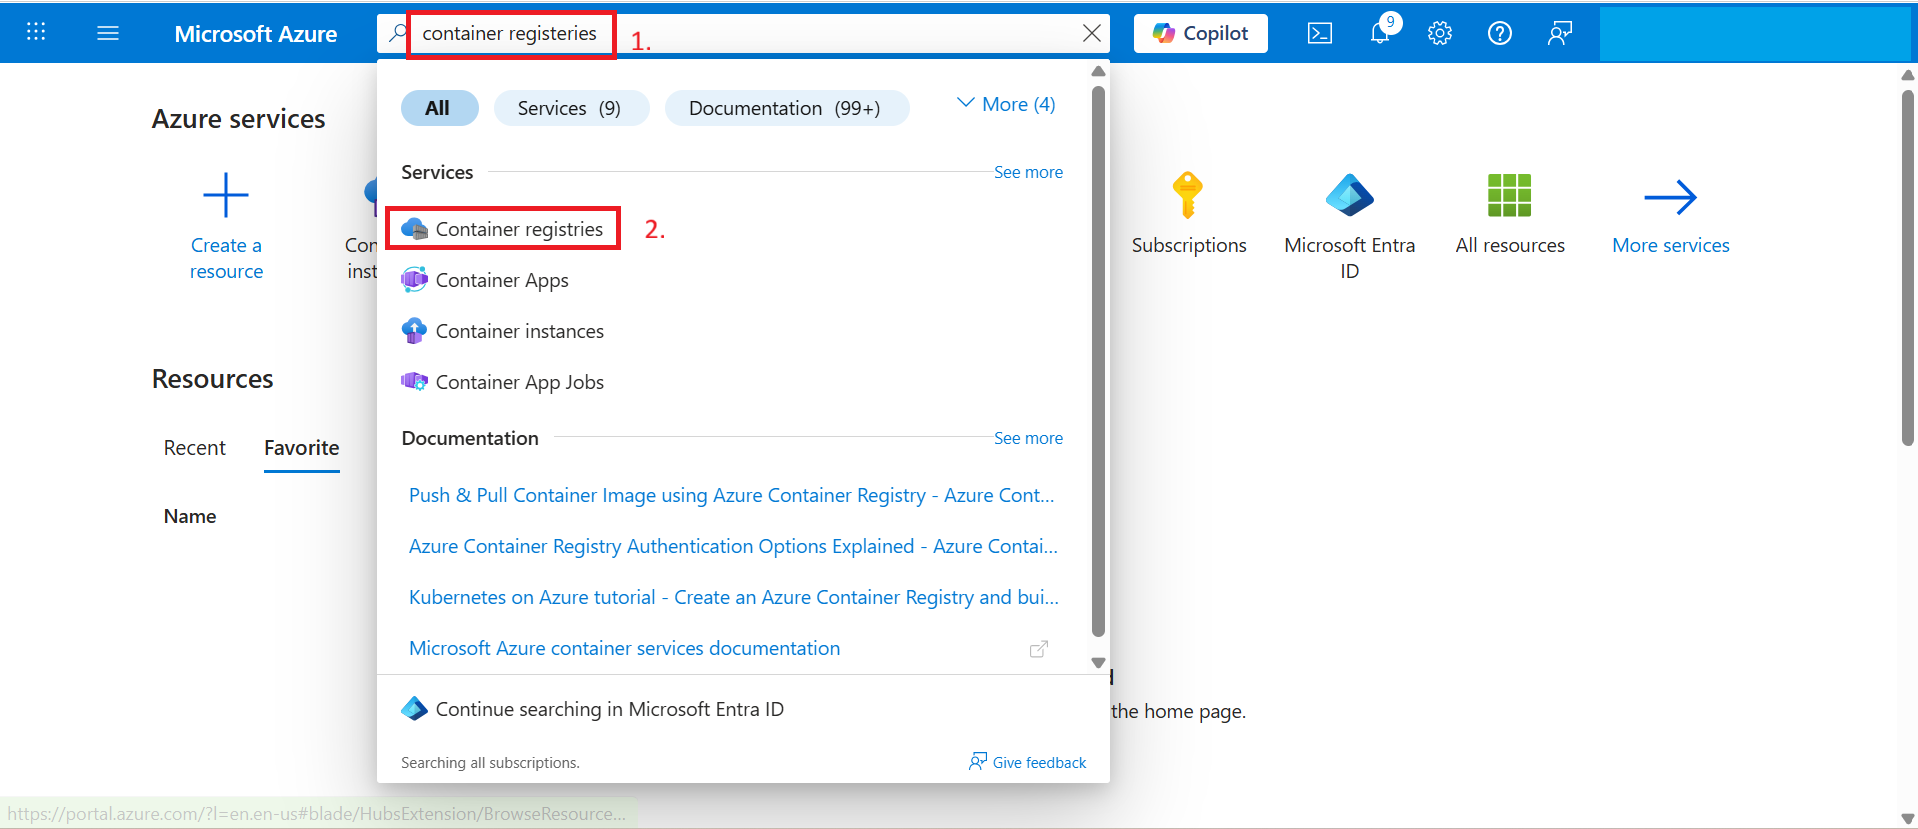 Microsoft Azure
container registeries
1.
Copilot
9
All
Services (9)
Documentation (99+)
More (4)
Azure services
Services
See more
Container registries
2.
Container Apps
Container instances
Container App Jobs
Create a
resource
Con
inst
Subscriptions
Microsoft Entra
ID
All resources
More services
Resources
Recent
Favorite
Name
Documentation
See more
Push & Pull Container Image using Azure Container Registry - Azure Cont...
Azure Container Registry Authentication Options Explained - Azure Contai...
Kubernetes on Azure tutorial - Create an Azure Container Registry and bui...
Microsoft Azure container services documentation
d
Continue searching in Microsoft Entra ID
the home page.
Searching all subscriptions.
Give feedback
https://portal.azure.com/?l=en.en-us#blade/HubsExtension/BrowseResource...